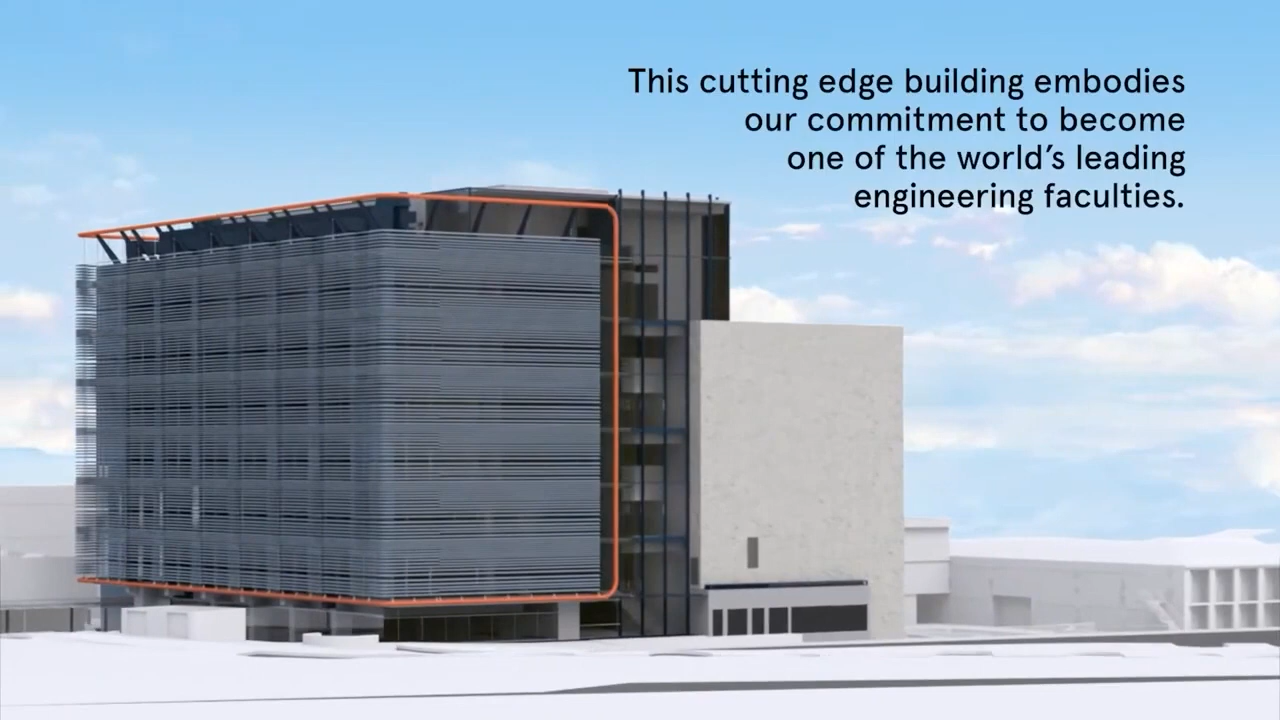 This cutting edge building embodies
our commitment to become
one of the world’s leading
engineering faculties.